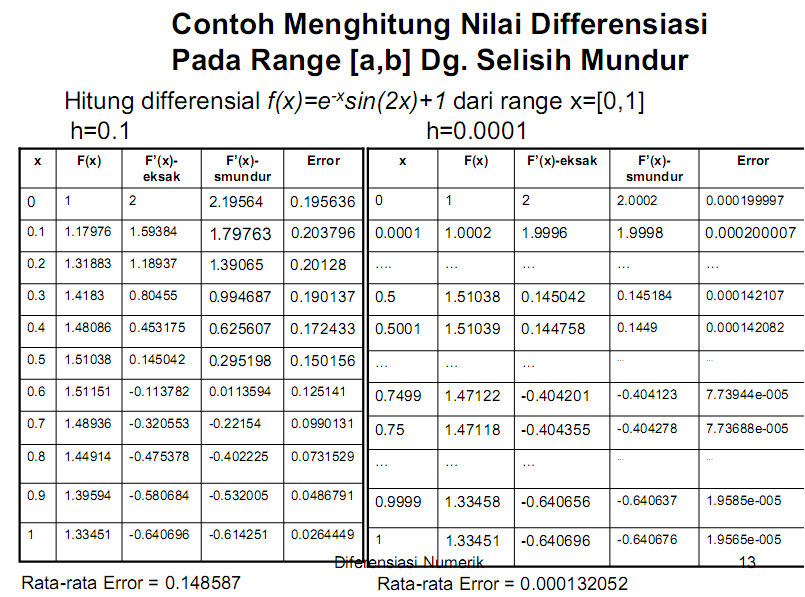 Contoh Menghitung Nilai Differensiasi
Pada Range [a,b] Dg. Selisih Mundur
Hitung differensial f(x)=e-xsin(2x)+1 dari range x=[0,1]
h=0.1
x F(x) F’(x)-eksak F’(x)-smundur Error
0 1 2 2.19564 0.195636
0.1 1.17976 1.59384 1.79763 0.203796
0.2 1.31883 1.18937 1.39065 0.20128
0.3 1.4183 0.80455 0.994687 0.190137
0.4 1.48086 0.453175 0.625607 0.172433
0.5 1.51038 0.145042 0.295198 0.150156
0.6 1.51151 -0.113782 0.0113594 0.125141
0.7 1.48936 -0.320553 -0.22154 0.0990131
0.8 1.44914 -0.475378 -0.402225 0.0731529
0.9 1.39594 -0.580684 -0.532005 0.0486791
1 1.33451 -0.640696 -0.614251 0.0264449
Rata-rata Error = 0.148587
h=0.0001
x F(x) F’(x)-eksak F’(x)-smundur Error
0 1 2 2.0002 0.000199997
0.0001 1.0002 1.9996 1.9998 0.000200007
.... ... ... ... ...
0.5 1.51038 0.145042 0.145184 0.000142107
0.5001 1.51039 0.144758 0.1449 0.000142082
... ... ... ... ...
0.7499 1.47122 -0.404201 -0.404123 7.73944e-005
0.75 1.47118 -0.404355 -0.404278 7.73688e-005
... ... ... ... ...
0.9999 1.33458 -0.640656 -0.640637 1.9585e-005
1 1.33451 -0.640696 -0.640676 1.9565e-005
Rata-rata Error = 0.000132052
Diferensiasi Numerik
13